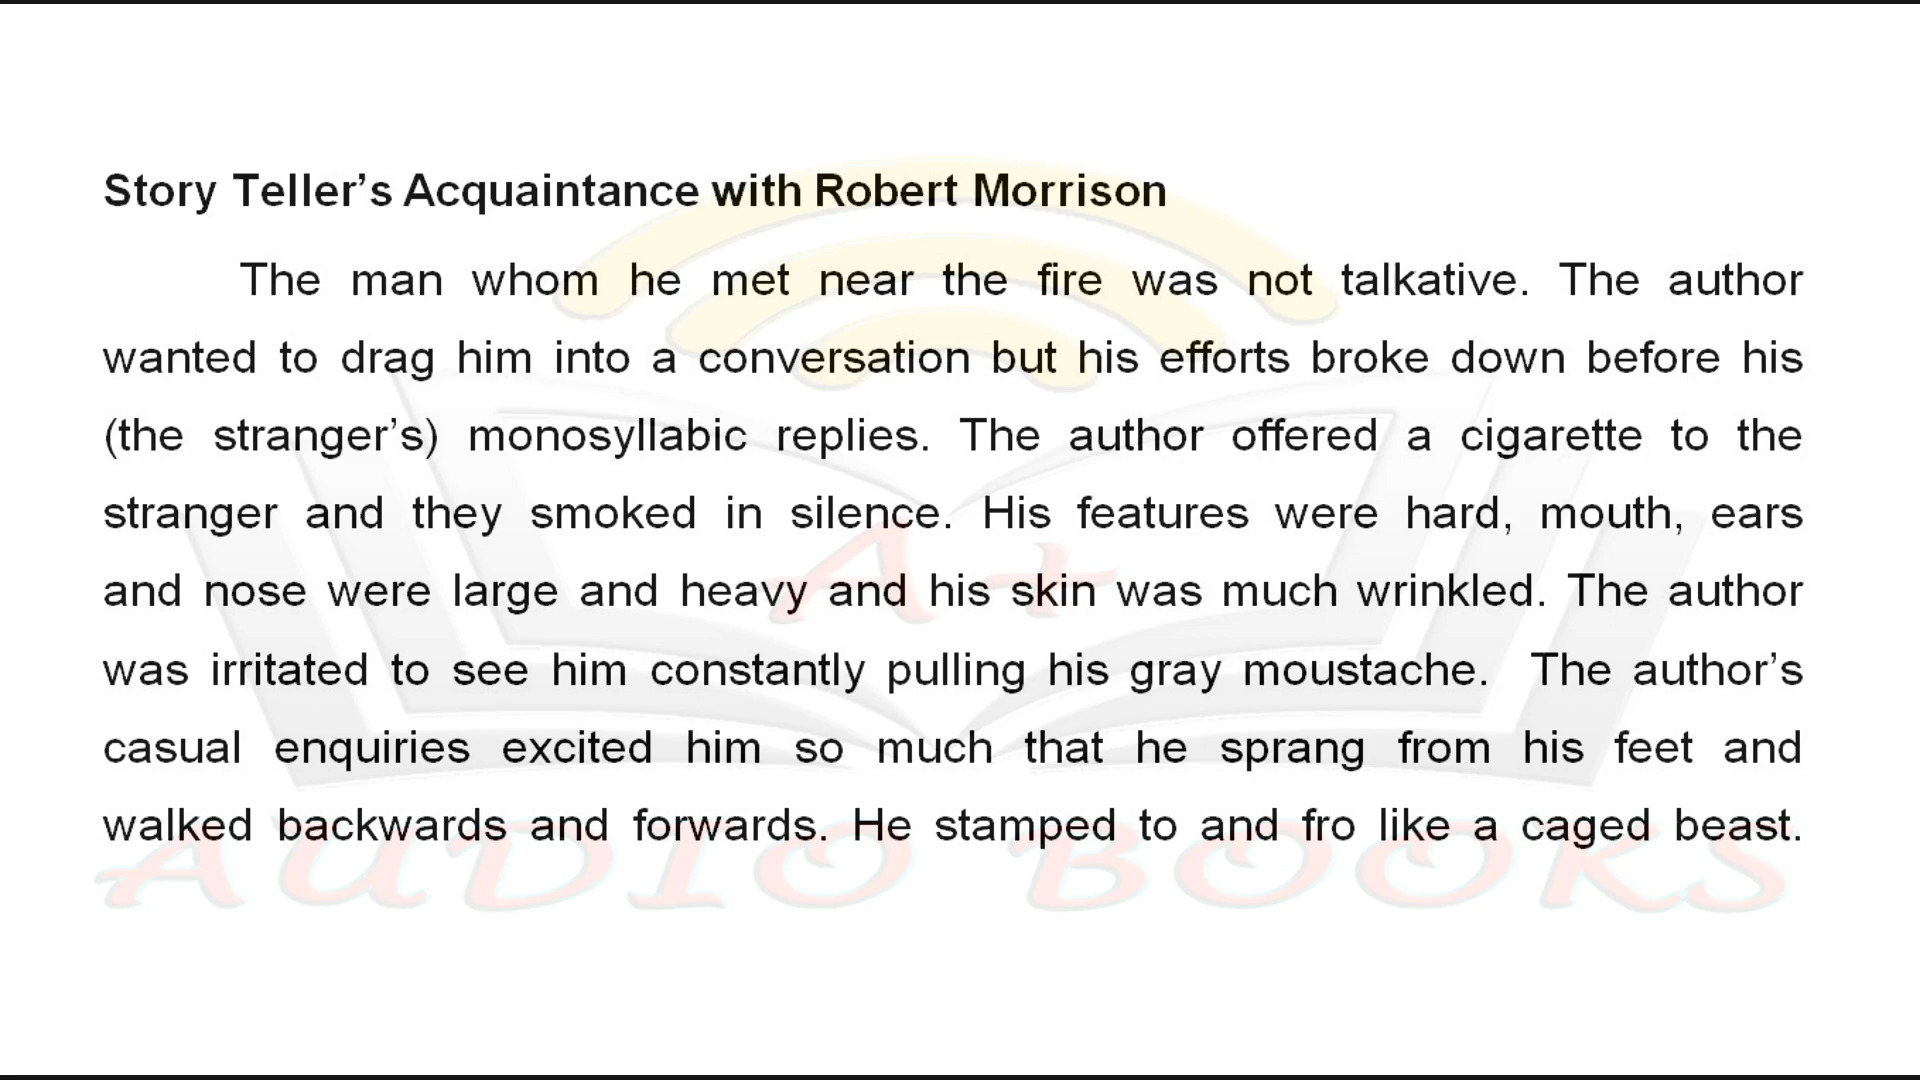 Story Teller’s Acquaintance with Robert Morrison
The man whom he met near the fire was not talkative. The author
wanted to drag him into a conversation but his efforts broke down before his
(the stranger’s) monosyllabic replies. The author offered a cigarette to the
stranger and they smoked in silence. His features were hard, mouth, ears
and nose were large and heavy and his skin was much wrinkled. The author
was irritated to see him constantly pulling his gray moustache. The author’s
casual enquiries excited him so much that he sprang from his feet and
walked backwards and forwards. He stamped to and fro like a caged beast.
A+
AUDIO BOOKS